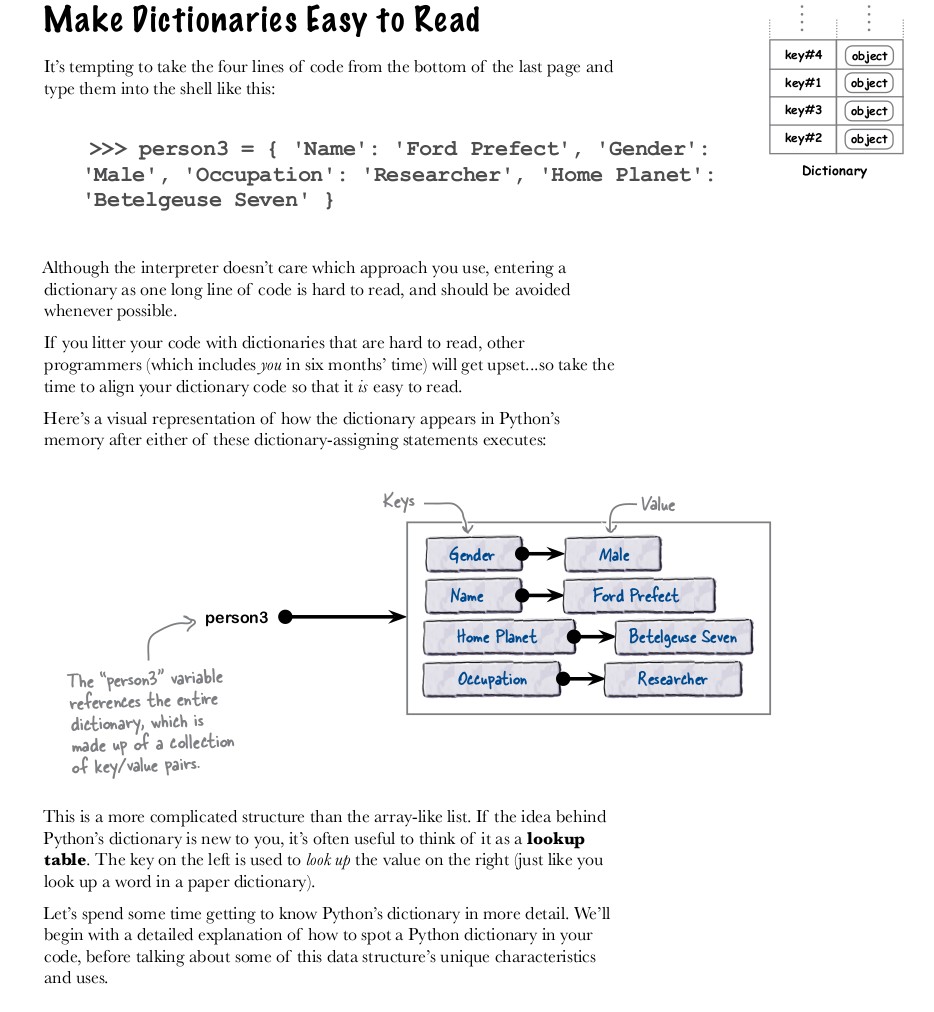 Make Dictionaries Easy to Read
It's tempting to take the four lines of code from the bottom of the last page and
type them into the shell like this:
key#4 object
key#1 object
key#3 object
key#2 object
Dictionary
>>> person3 = { 'Name': 'Ford Prefect', 'Gender':
'Male', 'Occupation': 'Researcher', 'Home Planet':
'Betelgeuse Seven' }
Although the interpreter doesn't care which approach you use, entering a
dictionary as one long line of code is hard to read, and should be avoided
whenever possible.
If you litter your code with dictionaries that are hard to read, other
programmers (which includes you in six months' time) will get upset...so take the
time to align your dictionary code so that it is easy to read.
Here's a visual representation of how the dictionary appears in Python's
memory after either of these dictionary-assigning statements executes:
Keys Value
Gender Male
Name Ford Prefect
Home Planet Betelgeuse Seven
Occupation Researcher
person3
The "person3" variable
references the entire
dictionary, which is
made up of a collection
of key/value pairs.
This is a more complicated structure than the array-like list. If the idea behind
Python's dictionary is new to you, it's often useful to think of it as a lookup
table. The key on the left is used to look up the value on the right (just like you
look up a word in a paper dictionary).
Let's spend some time getting to know Python's dictionary in more detail. We'll
begin with a detailed explanation of how to spot a Python dictionary in your
code, before talking about some of this data structure's unique characteristics
and uses.